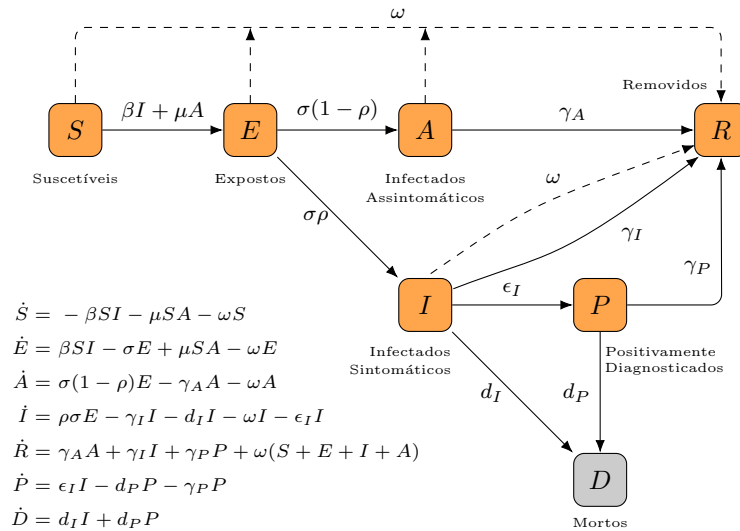 ω
Removidos
S
βI + μA
E
σ(1 − ρ)
A
γ_A
R
Suscetíveis
Expostos
Infectados
Assintomáticos
σρ
ω
γ_I
γ_P
I
ϵ_I
P
Infectados
Sintomáticos
Positivamente
Diagnosticados
d_I
d_P
D
Mortos
Ṡ = − βSI − μSA − ωS
Ė = βSI − σE + μSA − ωE
Ȧ = σ(1 − ρ)E − γ_A A − ωA
İ = ρσE − γ_I I − d_I I − ωI − ϵ_I I
Ṙ = γ_A A + γ_I I + γ_P P + ω(S + E + I + A)
Ṗ = ϵ_I I − d_P P − γ_P P
Ḋ = d_I I + d_P P